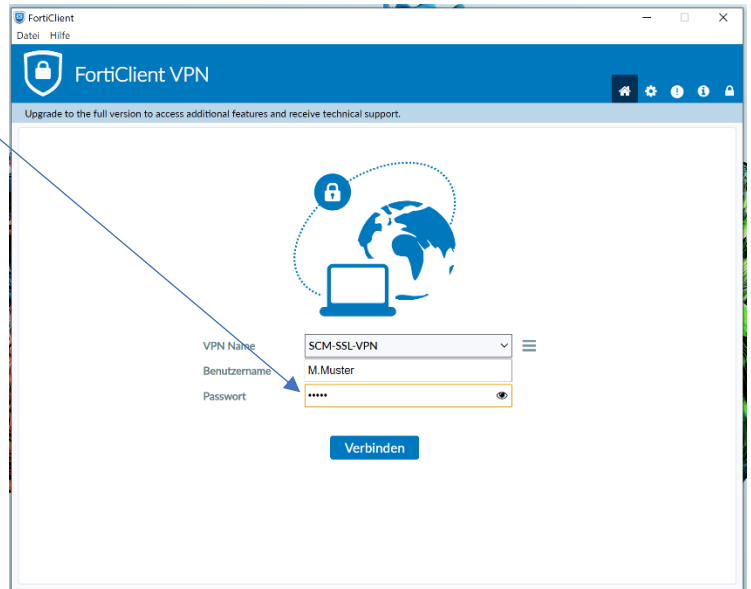 FortiClient
Datei Hilfe
FortiClient VPN
Upgrade to the full version to access additional features and receive technical support.
VPN Name SCM-SSL-VPN
Benutzername M.Muster
Passwort •••••
Verbinden